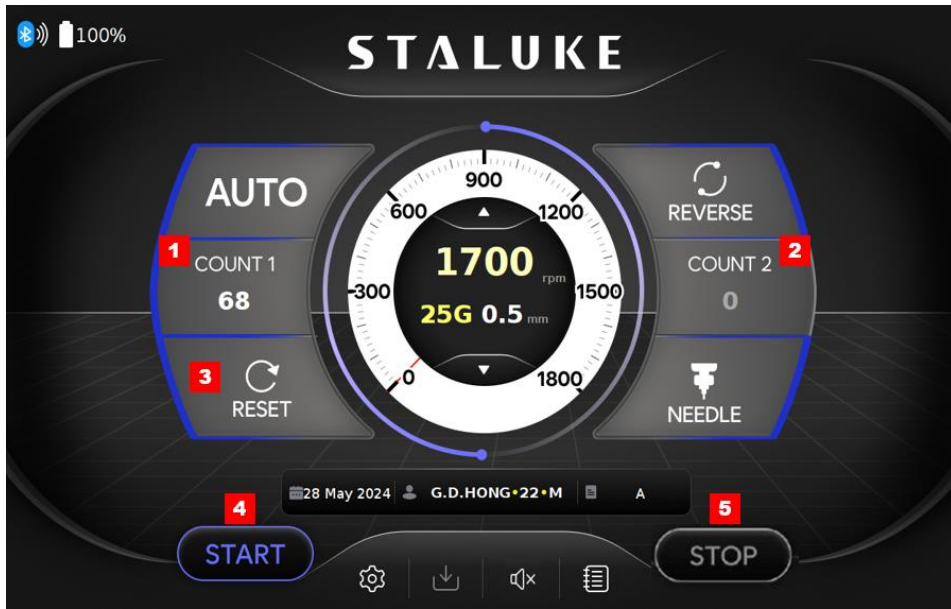 100%
STALUKE
AUTO
REVERSE
1
2
COUNT 1
68
COUNT 2
0
3
RESET
NEEDLE
0
300
600
900
1200
1500
1800
1700 rpm
25G 0.5 mm
28 May 2024 G.D.HONG•22•M A
4
5
START
STOP